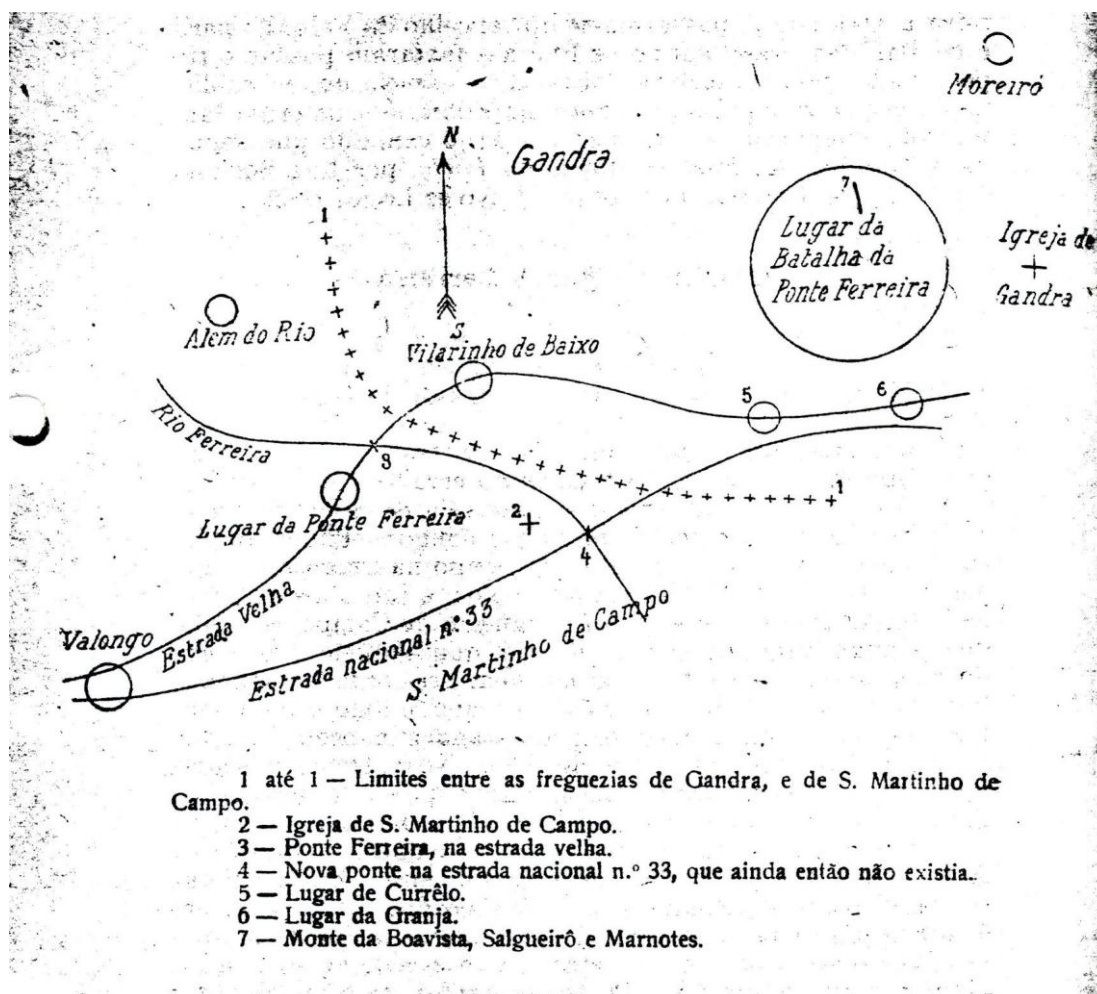 Moreiró
N
Gandra
1
7
Lugar da
Batalha da
Ponte Ferreira
Igreja de
Gandra
S
Além do Rio
Vilarinho de Baixo
5
6
Rio Ferreira
3
Lugar da Ponte Ferreira
2
1
4
Valongo
Estrada Velha
Estrada nacional n.º 33
S. Martinho de Campo
1 até 1 — Limites entre as freguezias de Gandra, e de S. Martinho de
Campo.
2 — Igreja de S. Martinho de Campo.
3 — Ponte Ferreira, na estrada velha.
4 — Nova ponte na estrada nacional n.º 33, que ainda então não existia.
5 — Lugar de Currêlo.
6 — Lugar da Granja.
7 — Monte da Boavista, Salgueirô e Marnotes.